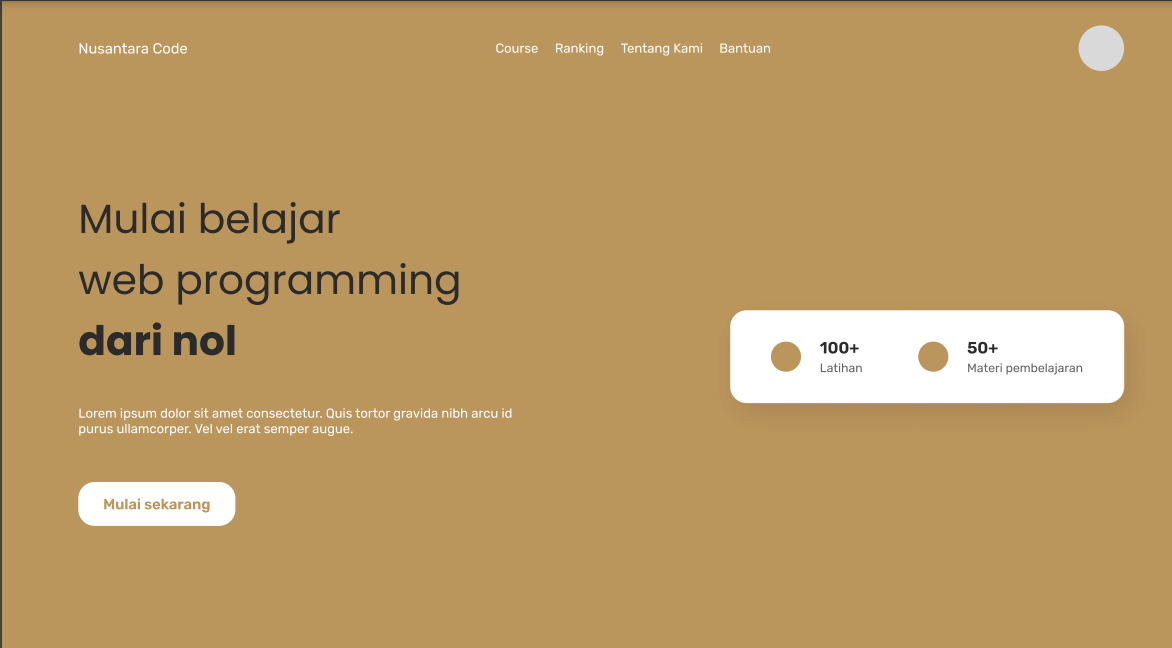 Nusantara Code
Course Ranking Tentang Kami Bantuan
Mulai belajar
web programming
dari nol
Lorem ipsum dolor sit amet consectetur. Quis tortor gravida nibh arcu id
purus ullamcorper. Vel vel erat semper augue.
Mulai sekarang
100+
Latihan
50+
Materi pembelajaran